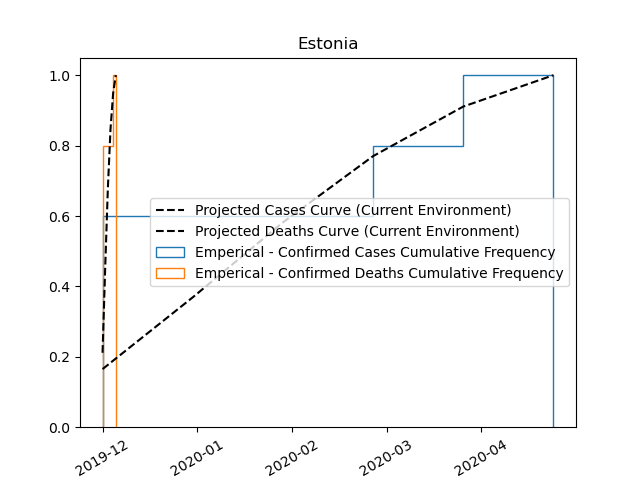 Estonia
1.0
0.8
0.6
0.4
0.2
0.0
Projected Cases Curve (Current Environment)
Projected Deaths Curve (Current Environment)
Emperical - Confirmed Cases Cumulative Frequency
Emperical - Confirmed Deaths Cumulative Frequency
2019-12
2020-01
2020-02
2020-03
2020-04